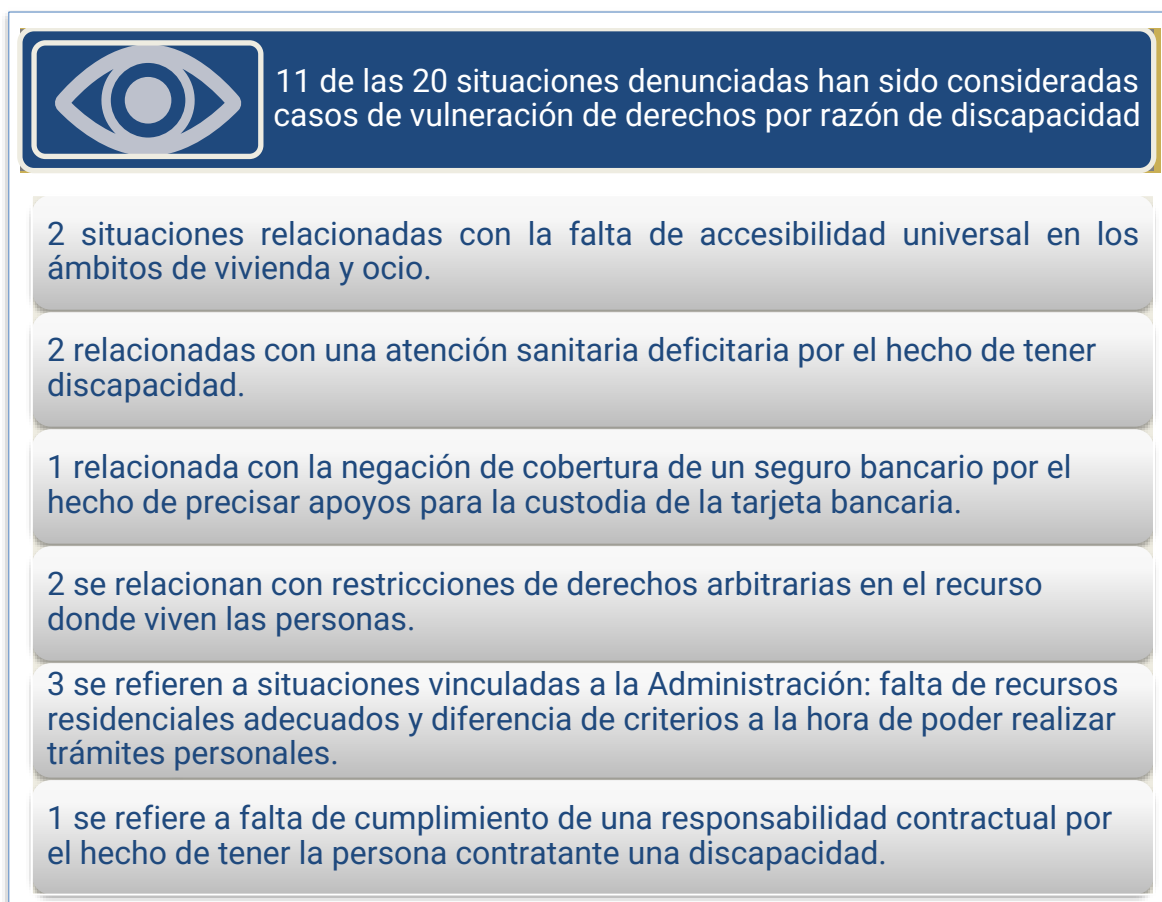 11 de las 20 situaciones denunciadas han sido consideradas
casos de vulneración de derechos por razón de discapacidad
2 situaciones relacionadas con la falta de accesibilidad universal en los
ámbitos de vivienda y ocio.
2 relacionadas con una atención sanitaria deficitaria por el hecho de tener
discapacidad.
1 relacionada con la negación de cobertura de un seguro bancario por el
hecho de precisar apoyos para la custodia de la tarjeta bancaria.
2 se relacionan con restricciones de derechos arbitrarias en el recurso
donde viven las personas.
3 se refieren a situaciones vinculadas a la Administración: falta de recursos
residenciales adecuados y diferencia de criterios a la hora de poder realizar
trámites personales.
1 se refiere a falta de cumplimiento de una responsabilidad contractual por
el hecho de tener la persona contratante una discapacidad.